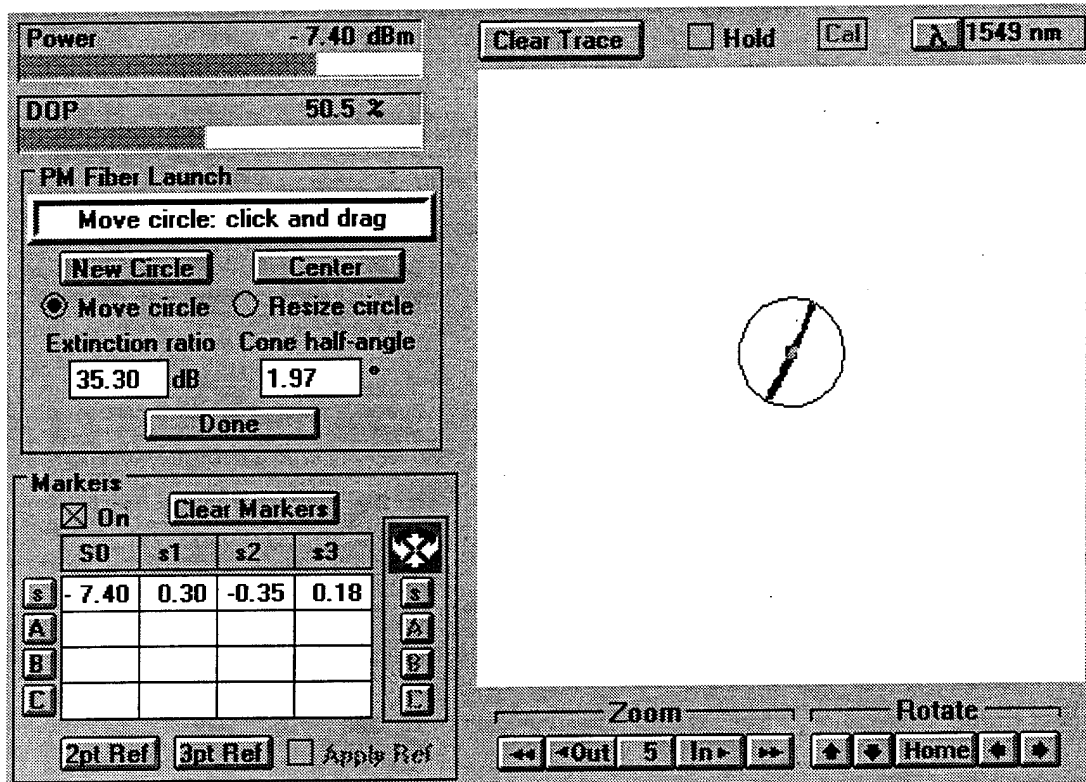 Power - 7.40 dBm
DOP 50.5 %
PM Fiber Launch
Move circle: click and drag
New Circle Center
Move circle Resize circle
Extinction ratio Cone half-angle
35.30 dB 1.97 °
Done
Markers
On Clear Markers
S0 s1 s2 s3
s - 7.40 0.30 -0.35 0.18 s
A A
B B
C C
2pt Ref 3pt Ref Apply Ref
Clear Trace Hold Cal λ 1549 nm
Zoom Rotate
Out 5 In Home